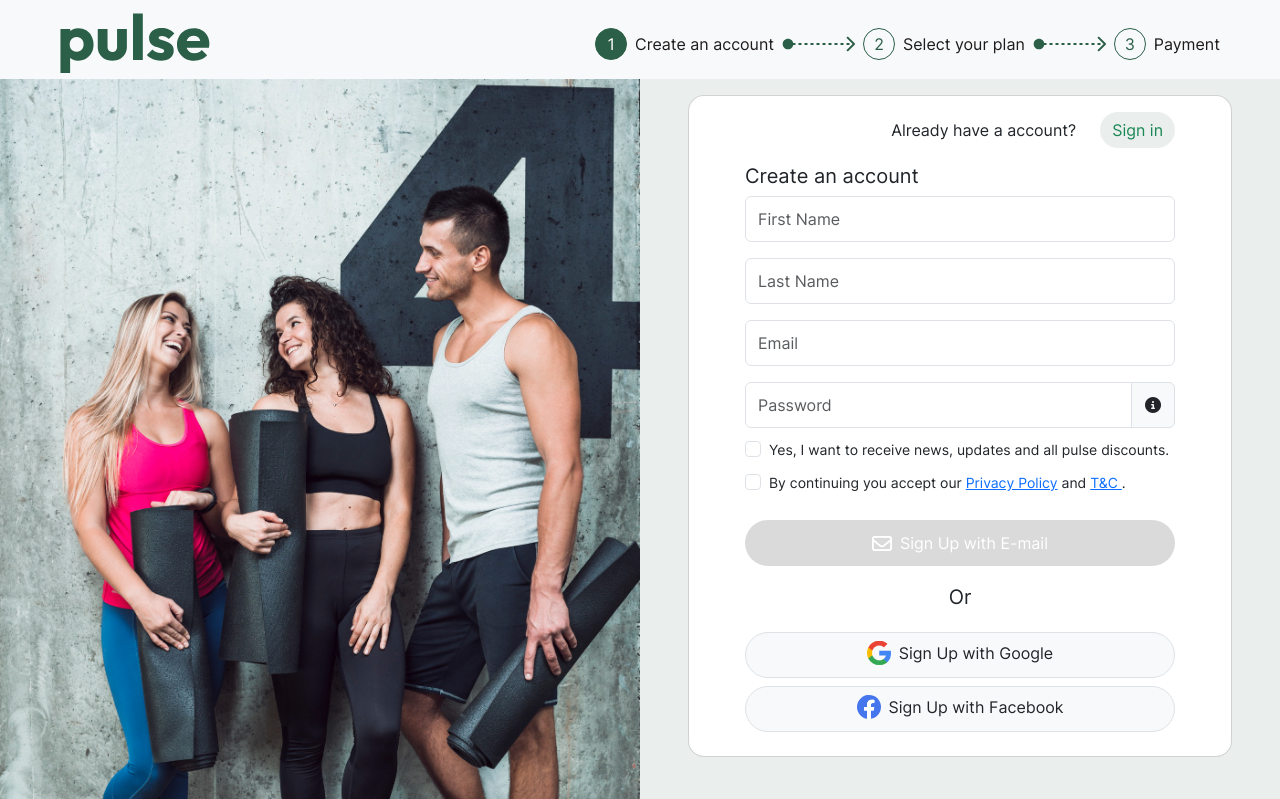 pulse
1 Create an account 2 Select your plan 3 Payment
4
Already have a account? Sign in
Create an account
First Name
Last Name
Email
Password
Yes, I want to receive news, updates and all pulse discounts.
By continuing you accept our Privacy Policy and T&C .
Sign Up with E-mail
Or
Sign Up with Google
Sign Up with Facebook